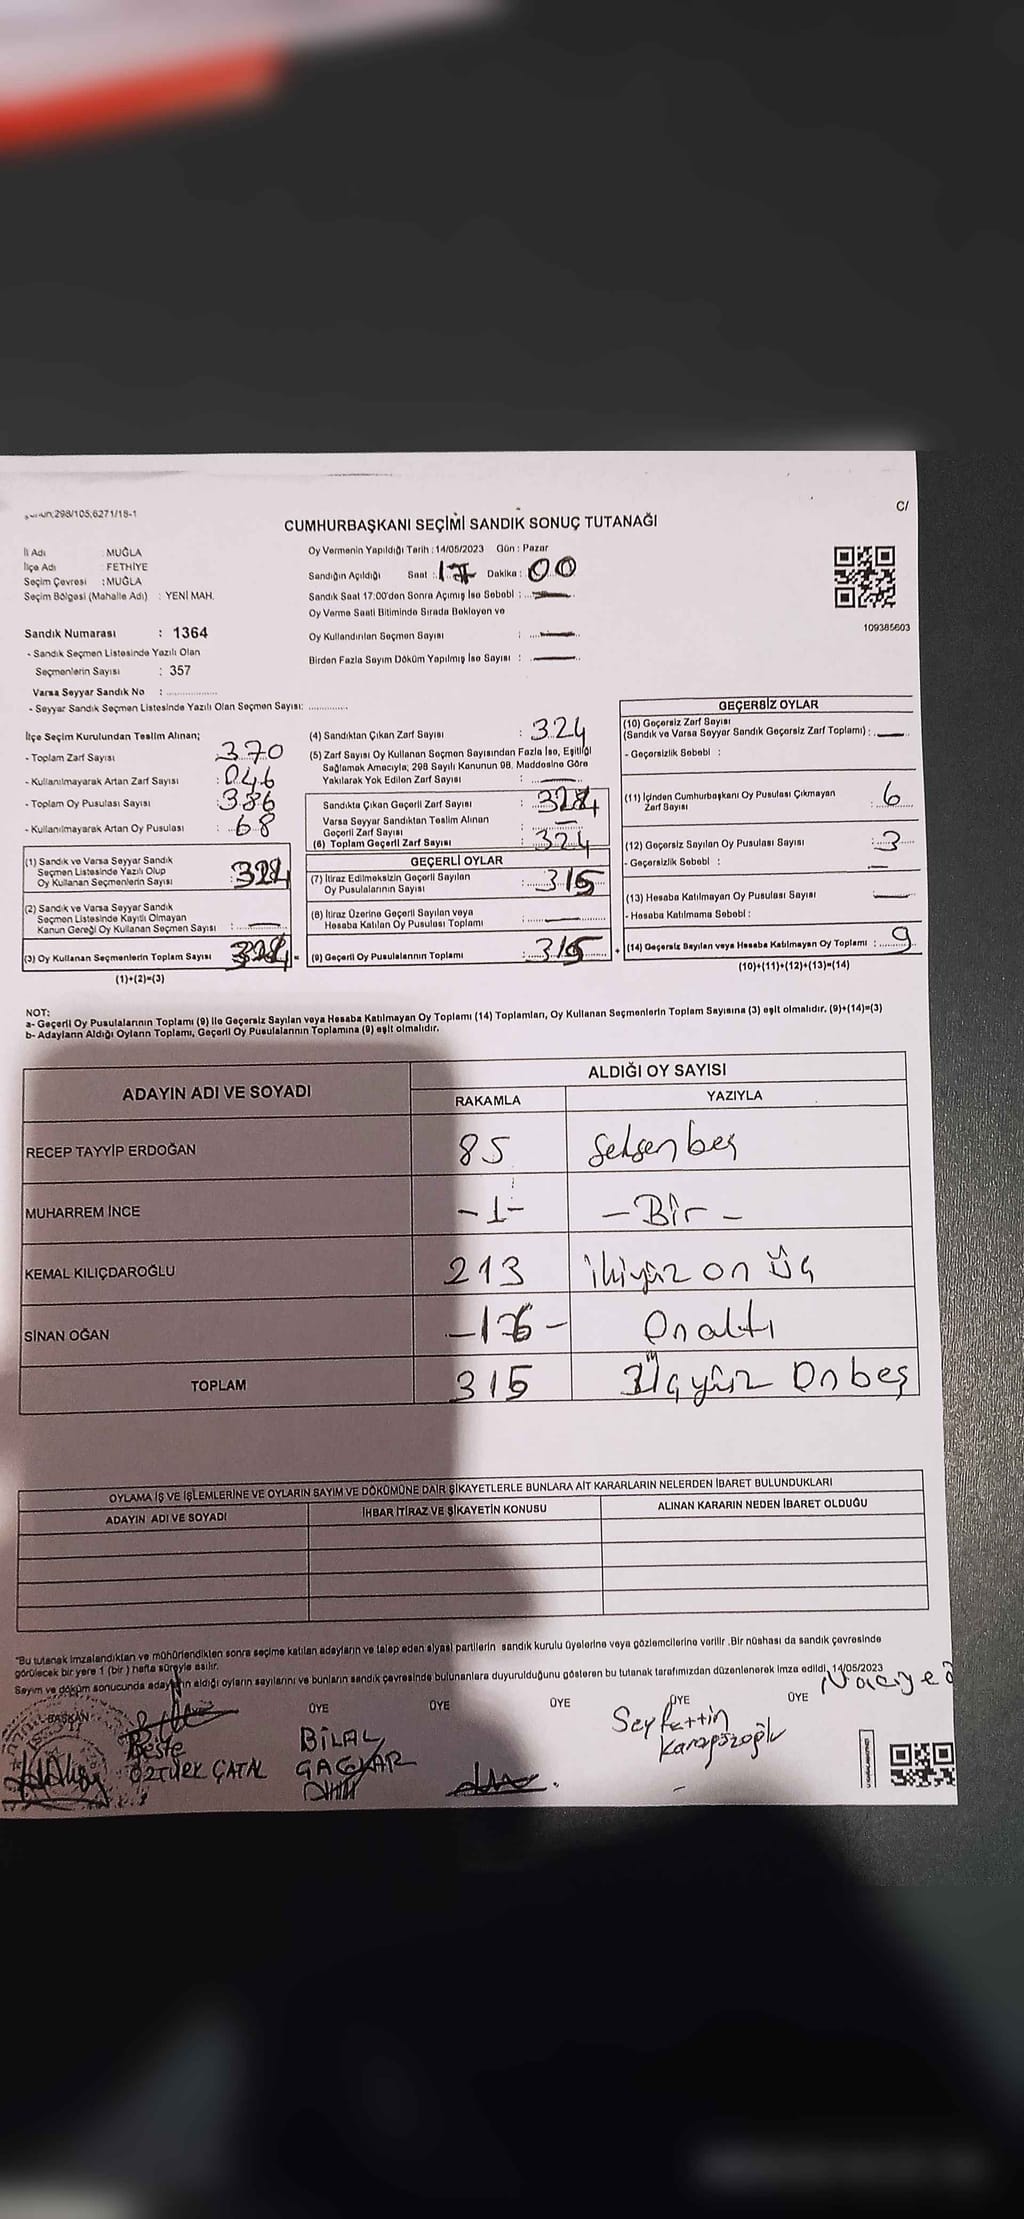 298/105;6271/18-1
C/
CUMHURBAŞKANI SEÇİMİ SANDIK SONUÇ TUTANAĞI
İl Adı : MUĞLA
İlçe Adı : FETHİYE
Seçim Çevresi : MUĞLA
Seçim Bölgesi (Mahalle Adı) : YENİ MAH.
Sandık Numarası : 1364
- Sandık Seçmen Listesinde Yazılı Olan
Seçmenlerin Sayısı : 357
Varsa Seyyar Sandık No : ..............
- Seyyar Sandık Seçmen Listesinde Yazılı Olan Seçmen Sayısı: ............
Oy Vermenin Yapıldığı Tarih : 14/05/2023 Gün : Pazar
Sandığın Açıldığı Saat : 17 Dakika : 00
Sandık Saat 17:00'den Sonra Açımış İse Sebebi : —
Oy Verme Saati Bitiminde Sırada Bekleyen ve
Oy Kullandırılan Seçmen Sayısı : —
Birden Fazla Sayım Döküm Yapılmış İse Sayısı : —
109385603
İlçe Seçim Kurulundan Teslim Alınan;
- Toplam Zarf Sayısı 370
- Kullanılmayarak Artan Zarf Sayısı : 046
- Toplam Oy Pusulası Sayısı : 386
- Kullanılmayarak Artan Oy Pusulası : 68
(1) Sandık ve Varsa Seyyar Sandık
Seçmen Listesinde Yazılı Olup
Oy Kullanan Seçmenlerin Sayısı : 324
(2) Sandık ve Varsa Seyyar Sandık
Seçmen Listesinde Kayıtlı Olmayan
Kanun Gereği Oy Kullanan Seçmen Sayısı : —
(3) Oy Kullanan Seçmenlerin Toplam Sayısı 324 =
(1)+(2)=(3)
(4) Sandıktan Çıkan Zarf Sayısı : 324
(5) Zarf Sayısı Oy Kullanan Seçmen Sayısından Fazla İse, Eşitliği
Sağlamak Amacıyla; 298 Sayılı Kanunun 98. Maddesine Göre
Yakılarak Yok Edilen Zarf Sayısı : —
Sandıkta Çıkan Geçerli Zarf Sayısı : 324
Varsa Seyyar Sandıktan Teslim Alınan
Geçerli Zarf Sayısı : —
(6) Toplam Geçerli Zarf Sayısı : 324
GEÇERLİ OYLAR
(7) İtiraz Edilmeksizin Geçerli Sayılan
Oy Pusulalarının Sayısı : 315
(8) İtiraz Üzerine Geçerli Sayılan veya
Hesaba Katılan Oy Pusulası Toplamı : —
(9) Geçerli Oy Pusulalarının Toplamı : 315 +
GEÇERSİZ OYLAR
(10) Geçersiz Zarf Sayısı
(Sandık ve Varsa Seyyar Sandık Geçersiz Zarf Toplamı) : —
- Geçersizlik Sebebi :
(11) İçinden Cumhurbaşkanı Oy Pusulası Çıkmayan
Zarf Sayısı : 6
(12) Geçersiz Sayılan Oy Pusulası Sayısı : 3
- Geçersizlik Sebebi : —
(13) Hesaba Katılmayan Oy Pusulası Sayısı —
- Hesaba Katılmama Sebebi :
(14) Geçersiz Sayılan veya Hesaba Katılmayan Oy Toplamı : 9
(10)+(11)+(12)+(13)=(14)
NOT:
a- Geçerli Oy Pusulalarının Toplamı (9) ile Geçersiz Sayılan veya Hesaba Katılmayan Oy Toplamı (14) Toplamları, Oy Kullanan Seçmenlerin Toplam Sayısına (3) eşit olmalıdır. (9)+(14)=(3)
b- Adayların Aldığı Oyların Toplamı, Geçerli Oy Pusulalarının Toplamına (9) eşit olmalıdır.
ADAYIN ADI VE SOYADI
ALDIĞI OY SAYISI
RAKAMLA YAZIYLA
RECEP TAYYİP ERDOĞAN 85 Seksenbeş
MUHARREM İNCE -1- - Bir -
KEMAL KILIÇDAROĞLU 213 ikiyüz on üç
SİNAN OĞAN -16- Onaltı
TOPLAM 315 Üçyüz Onbeş
OYLAMA İŞ VE İŞLEMLERİNE VE OYLARIN SAYIM VE DÖKÜMÜNE DAİR ŞİKAYETLERLE BUNLARA AİT KARARLARIN NELERDEN İBARET BULUNDUKLARI
ADAYIN ADI VE SOYADI İHBAR İTİRAZ VE ŞİKAYETİN KONUSU ALINAN KARARIN NEDEN İBARET OLDUĞU
"Bu tutanak imzalandıktan ve mühürlendikten sonra seçime katılan adayların ve talep eden siyasi partilerin sandık kurulu üyelerine veya gözlemcilerine verilir .Bir nüshası da sandık çevresinde
görülecek bir yere 1 (bir ) hafta süreyle asılır.
Sayım ve döküm sonucunda adayların aldığı oyların sayılarını ve bunların sandık çevresinde bulunanlara duyurulduğunu gösteren bu tutanak tarafımızdan düzenlenerek imza edildi. 14/05/2023
BAŞKAN ÜYE ÜYE ÜYE ÜYE ÜYE
Beste
ÖZTÜRK ÇATAL
BİLAL
Seyfettin
Karagözoğlu